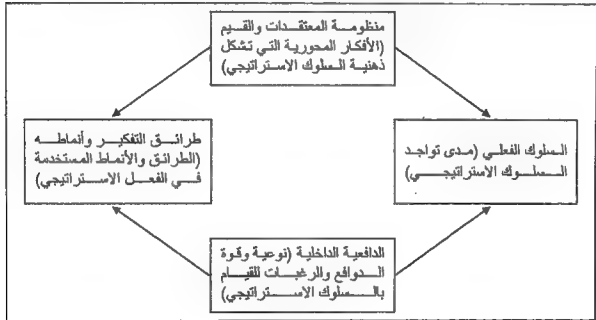 منظومة المعتقدات والقيم
(الأفكار المحورية التي تشكل
ذهنية السلوك الاستراتيجي)
طرائق التفكير وأنماطه
(الطرائق والأنماط المستخدمة
في الفعل الاستراتيجي)
السلوك الفعلي (مدى تواجد
السلوك الاستراتيجي)
الدافعية الداخلية (نوعية وقوة
الدوافع والرغبات للقيام
بالسلوك الاستراتيجي)